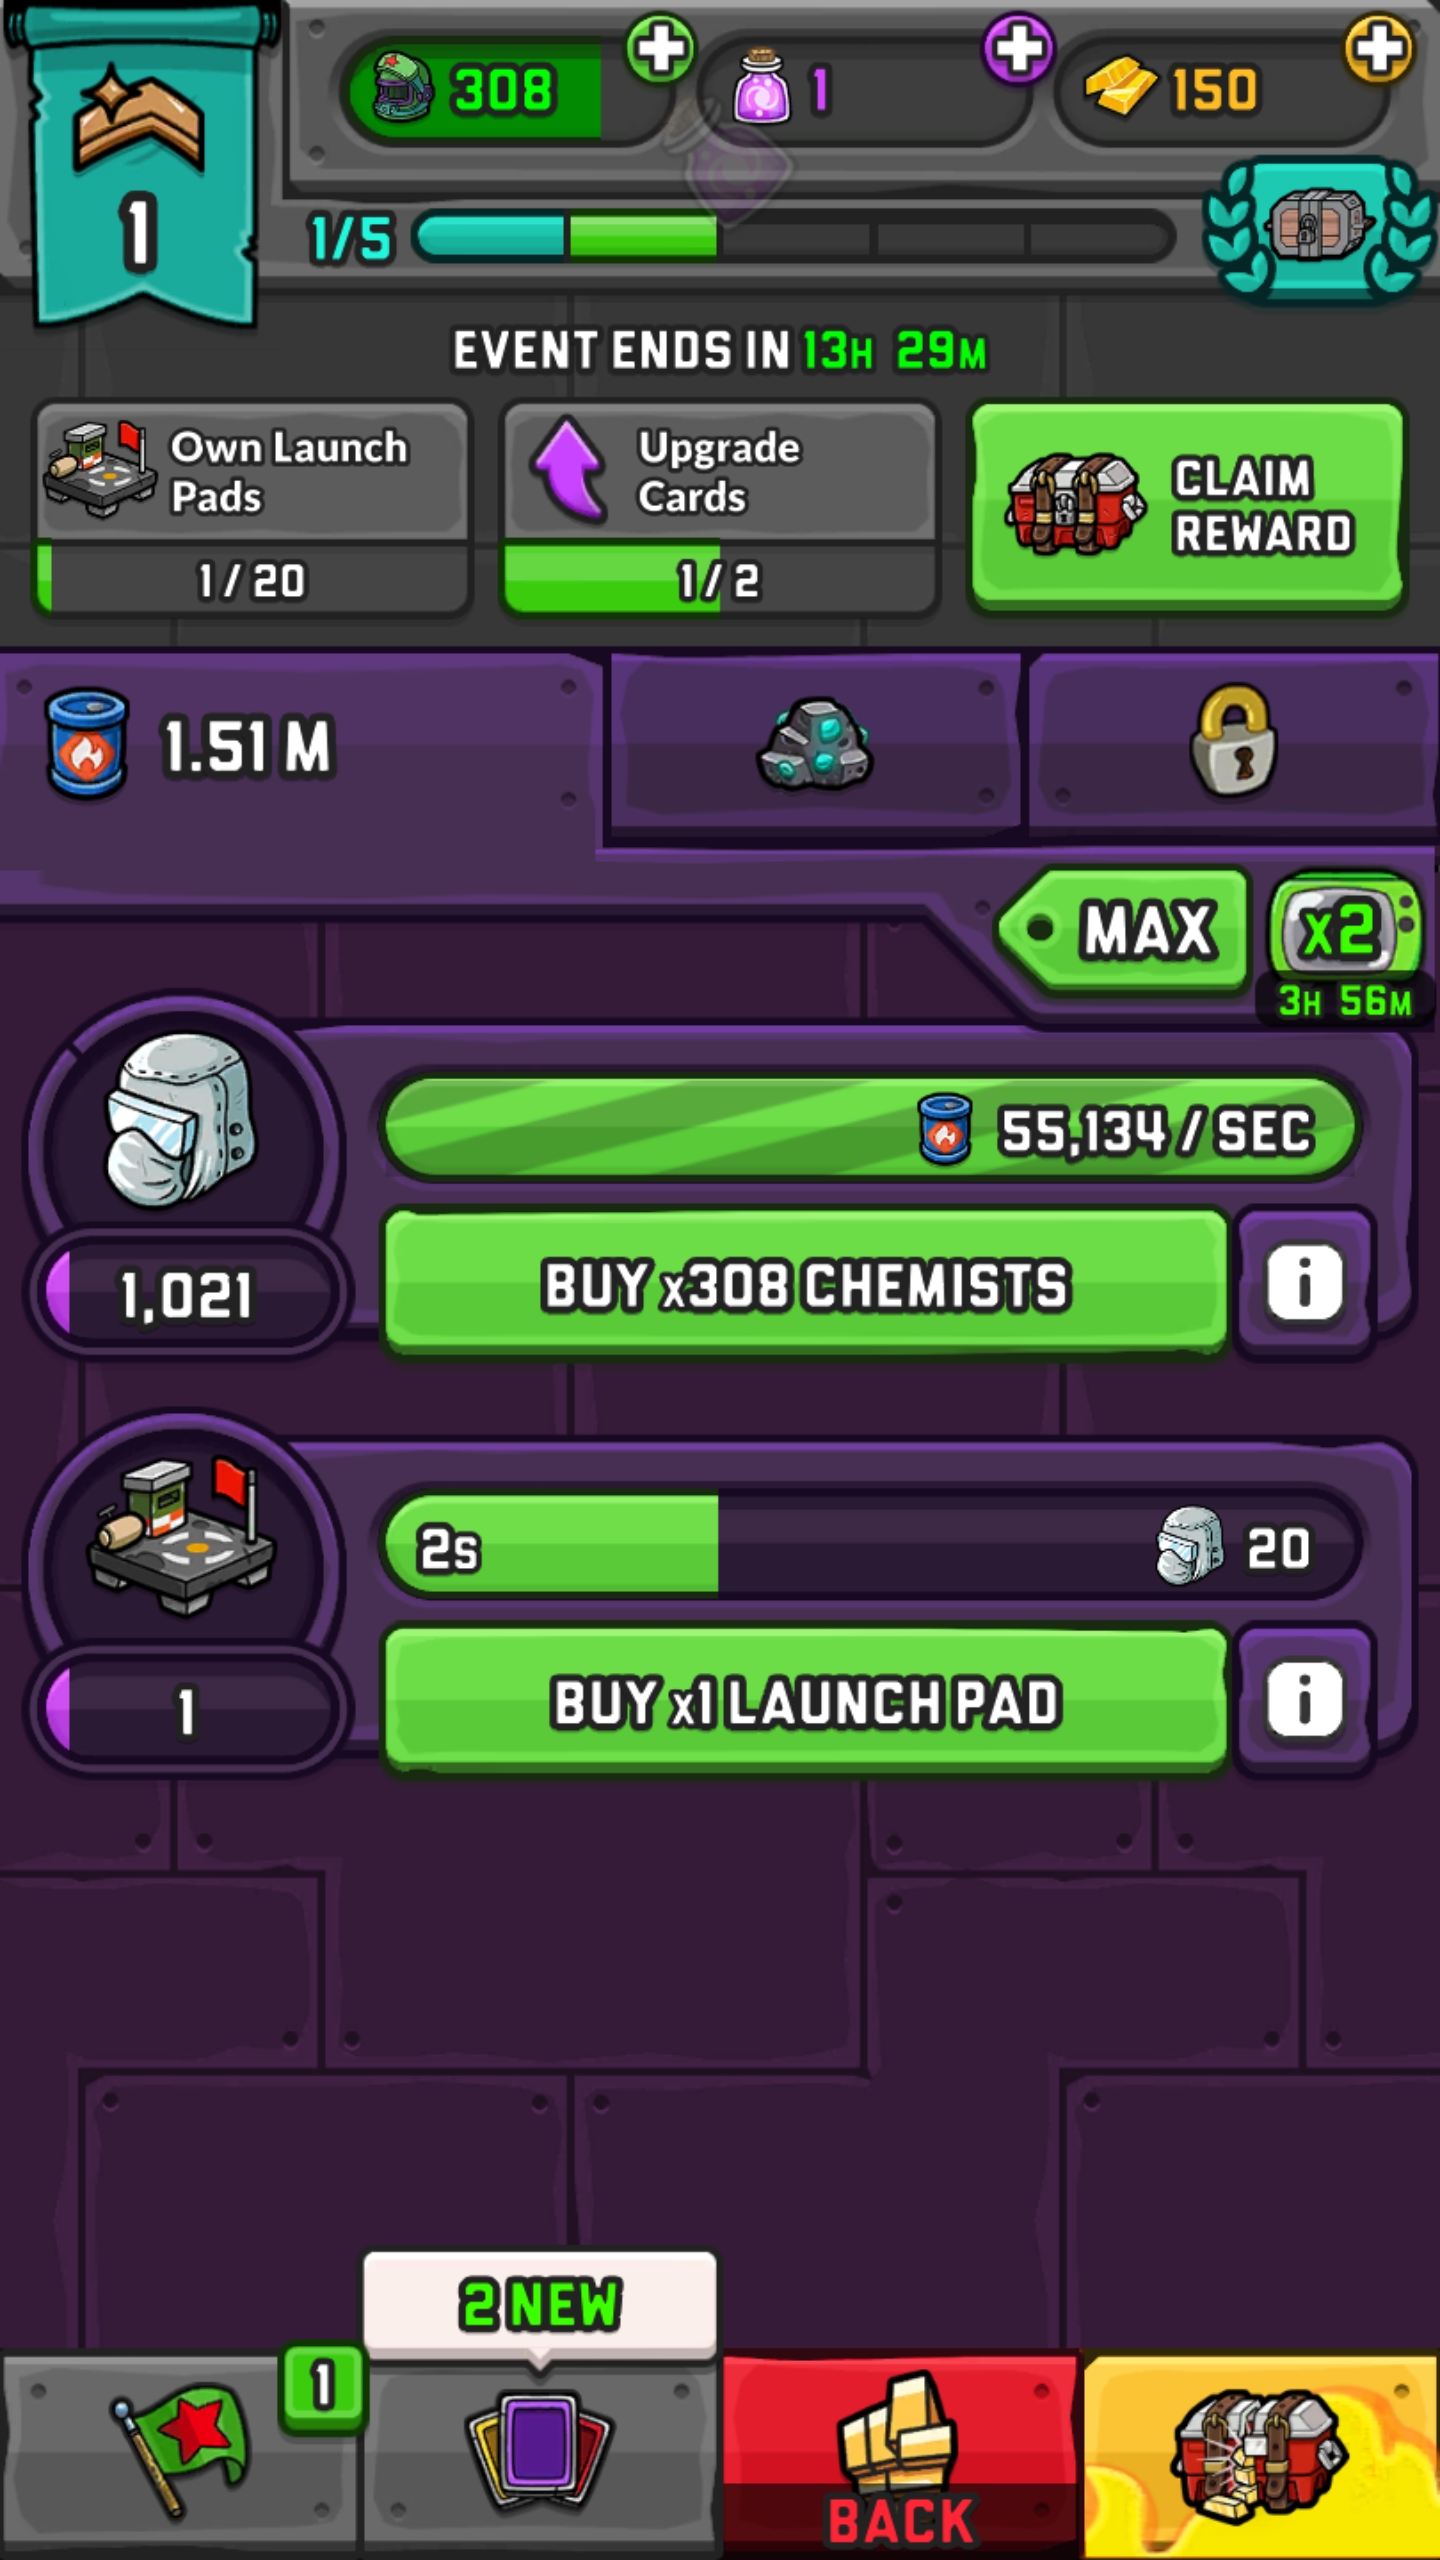 308
1
150
1
1/5
EVENT ENDS IN 13H 29M
Own Launch
Pads
1 / 20
Upgrade
Cards
1 / 2
CLAIM
REWARD
1.51 M
MAX
x2
3H 56M
55,134 / SEC
1,021
BUY x308 CHEMISTS
i
2s
20
1
BUY x1 LAUNCH PAD
i
2 NEW
1
BACK